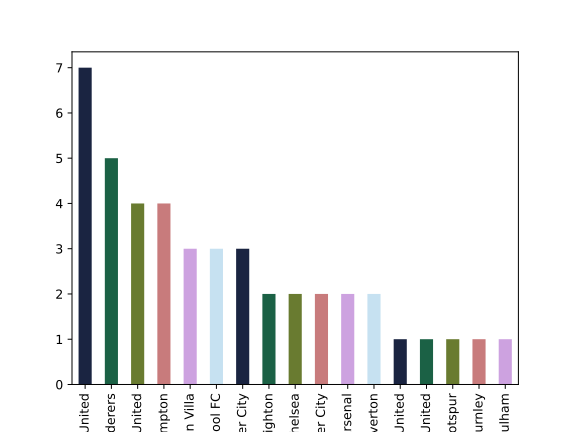 7
6
5
4
3
2
1
0
United
derers
United
mpton
n Villa
ool FC
er City
ighton
helsea
er City
rsenal
verton
United
United
otspur
urnley
ulham